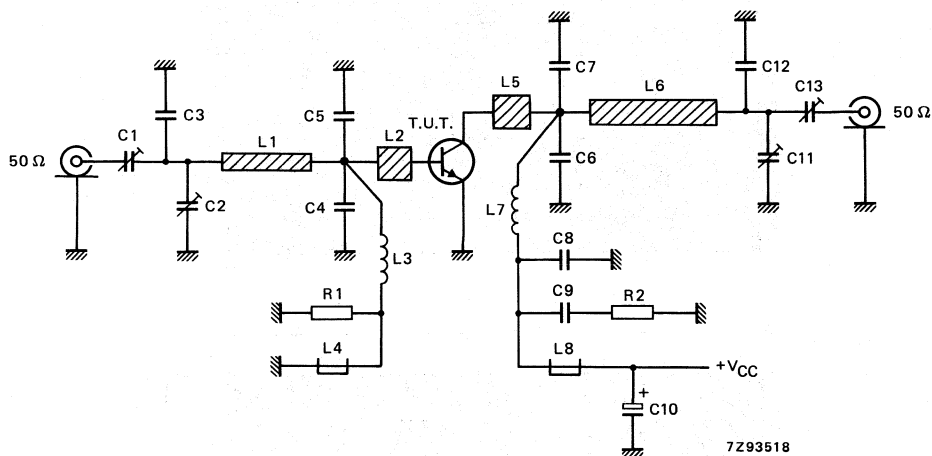 C7
C12
L5
L6
C13
50 Ω
C3
C5
T.U.T.
C1
L2
C11
50 Ω
L1
C6
C2
C4
L7
C8
L3
R1
C9
R2
L4
L8
+VCC
+
C10
7Z93518